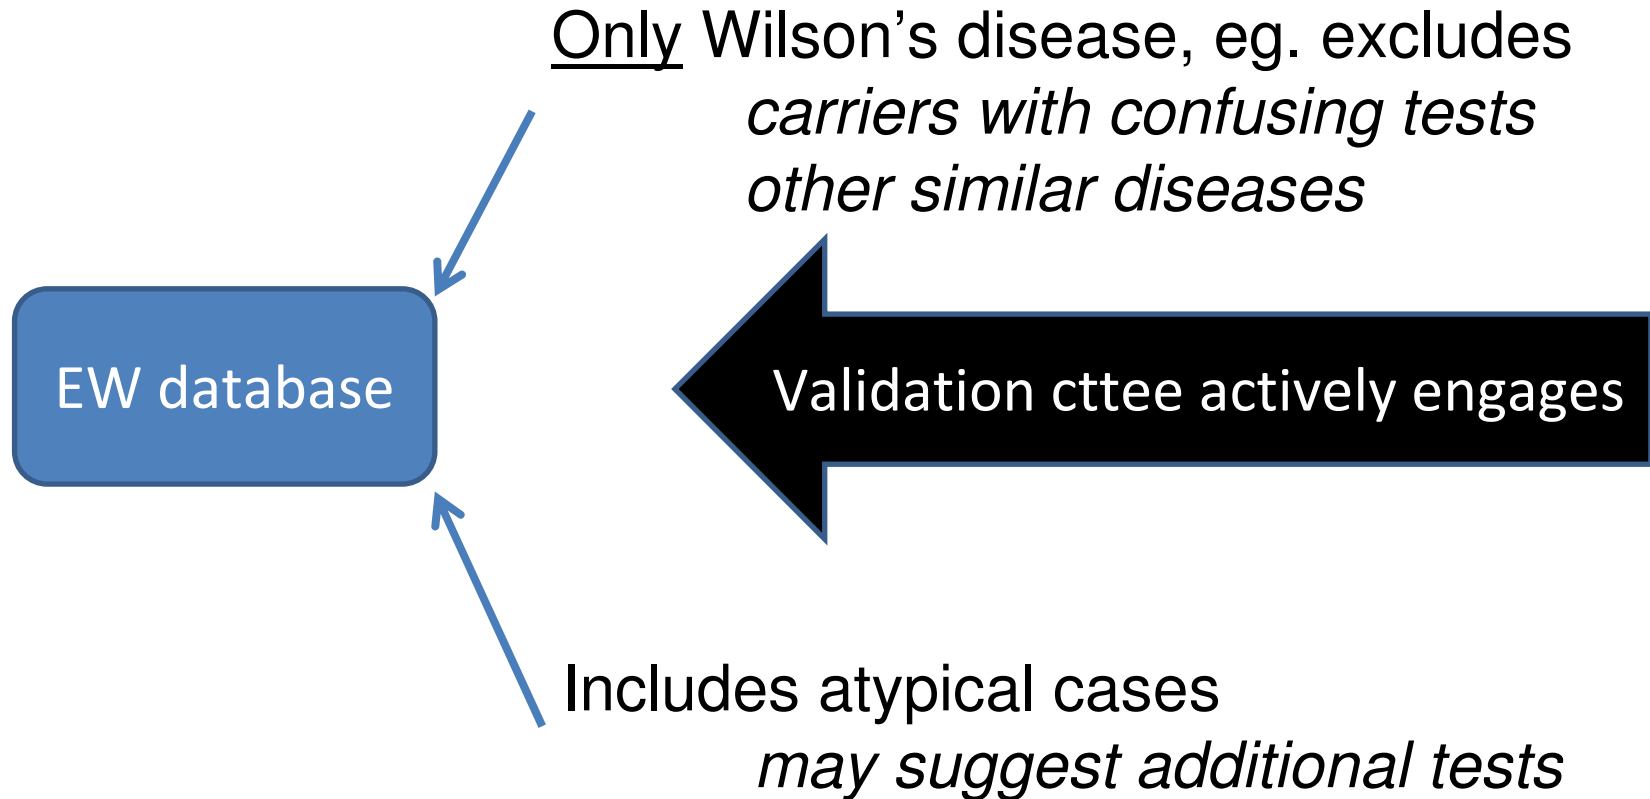 Only Wilson’s disease, eg. excludes
carriers with confusing tests
other similar diseases
EW database
Validation cttee actively engages
Includes atypical cases
may suggest additional tests